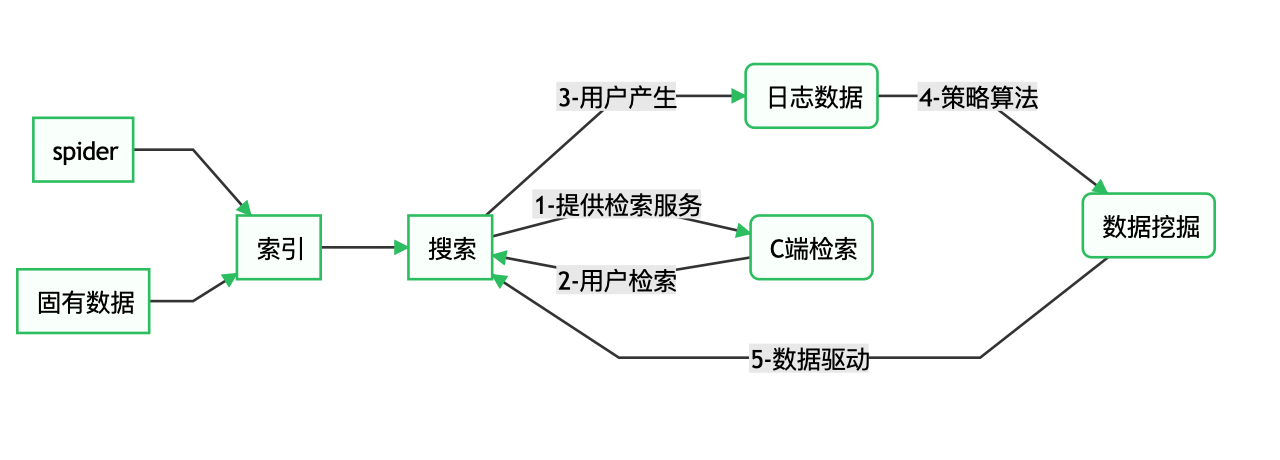 3-用户产生
日志数据
4-策略算法
spider
1-提供检索服务
数据挖掘
索引
搜索
C端检索
2-用户检索
固有数据
5-数据驱动